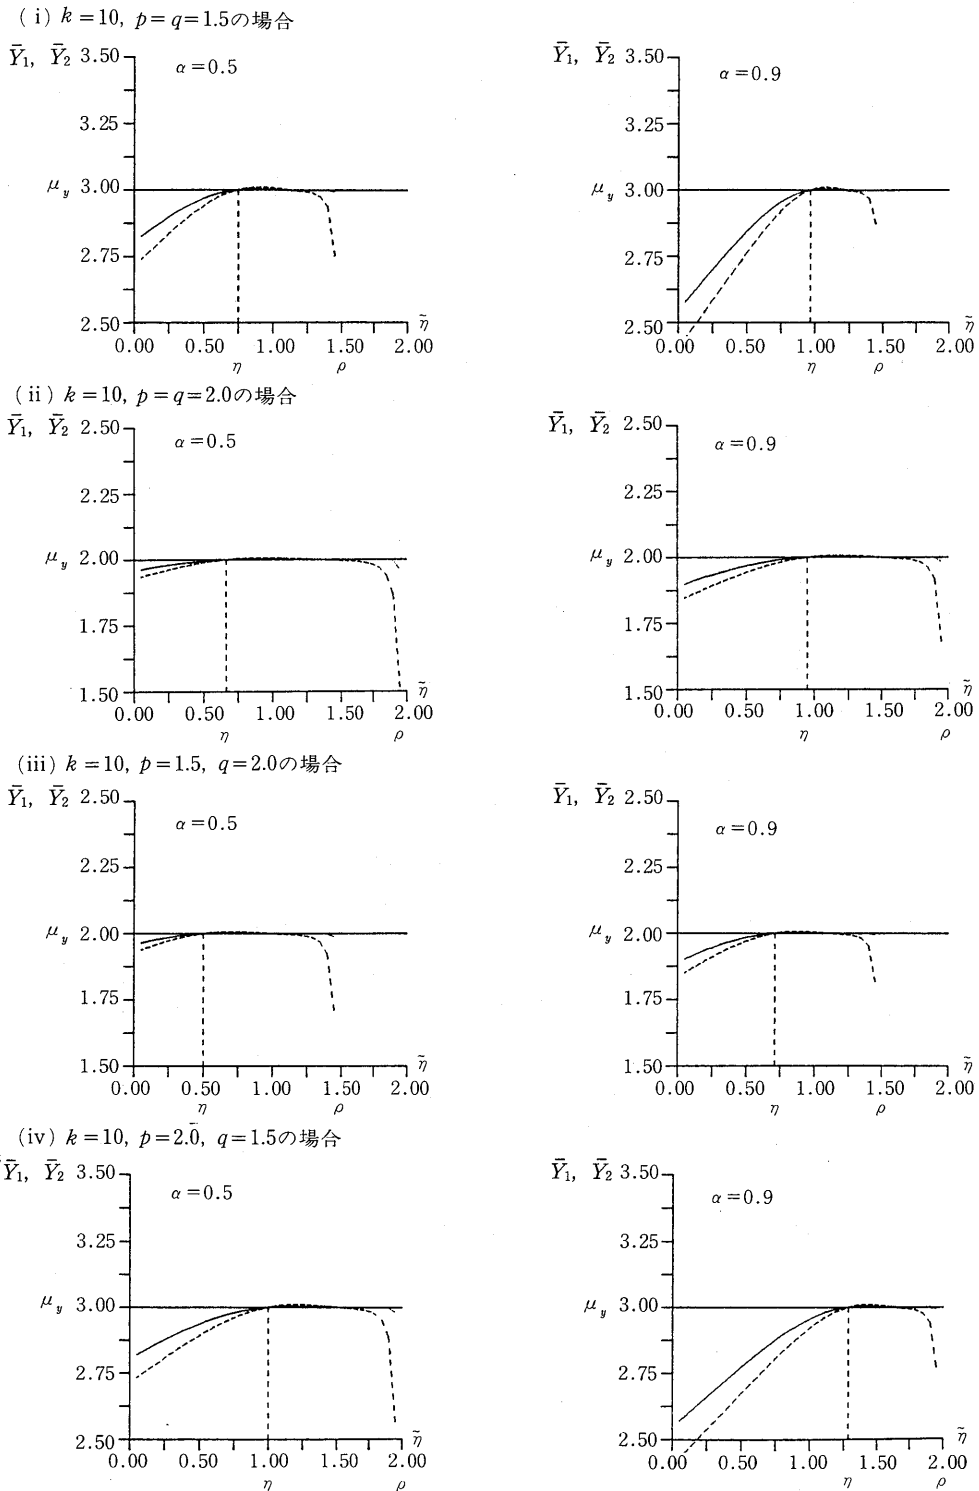 (i) k=10, p=q=1.5の場合
Ȳ₁, Ȳ₂ 3.50
α=0.5
3.25
μy 3.00
2.75
2.50
η̃
0.00 0.50 1.00 1.50 2.00
η ρ
Ȳ₁, Ȳ₂ 3.50
α=0.9
3.25
μy 3.00
2.75
2.50
η̃
0.00 0.50 1.00 1.50 2.00
η ρ
(ii) k=10, p=q=2.0の場合
Ȳ₁, Ȳ₂ 2.50
α=0.5
2.25
μy 2.00
1.75
1.50
η̃
0.00 0.50 1.00 1.50 2.00
η ρ
Ȳ₁, Ȳ₂ 2.50
α=0.9
2.25
μy 2.00
1.75
1.50
η̃
0.00 0.50 1.00 1.50 2.00
η ρ
(iii) k=10, p=1.5, q=2.0の場合
Ȳ₁, Ȳ₂ 2.50
α=0.5
2.25
μy 2.00
1.75
1.50
η̃
0.00 0.50 1.00 1.50 2.00
η ρ
Ȳ₁, Ȳ₂ 2.50
α=0.9
2.25
μy 2.00
1.75
1.50
η̃
0.00 0.50 1.00 1.50 2.00
η ρ
(iv) k=10, p=2.0, q=1.5の場合
Ȳ₁, Ȳ₂ 3.50
α=0.5
3.25
μy 3.00
2.75
2.50
η̃
0.00 0.50 1.00 1.50 2.00
η ρ
Ȳ₁, Ȳ₂ 3.50
α=0.9
3.25
μy 3.00
2.75
2.50
η̃
0.00 0.50 1.00 1.50 2.00
η ρ